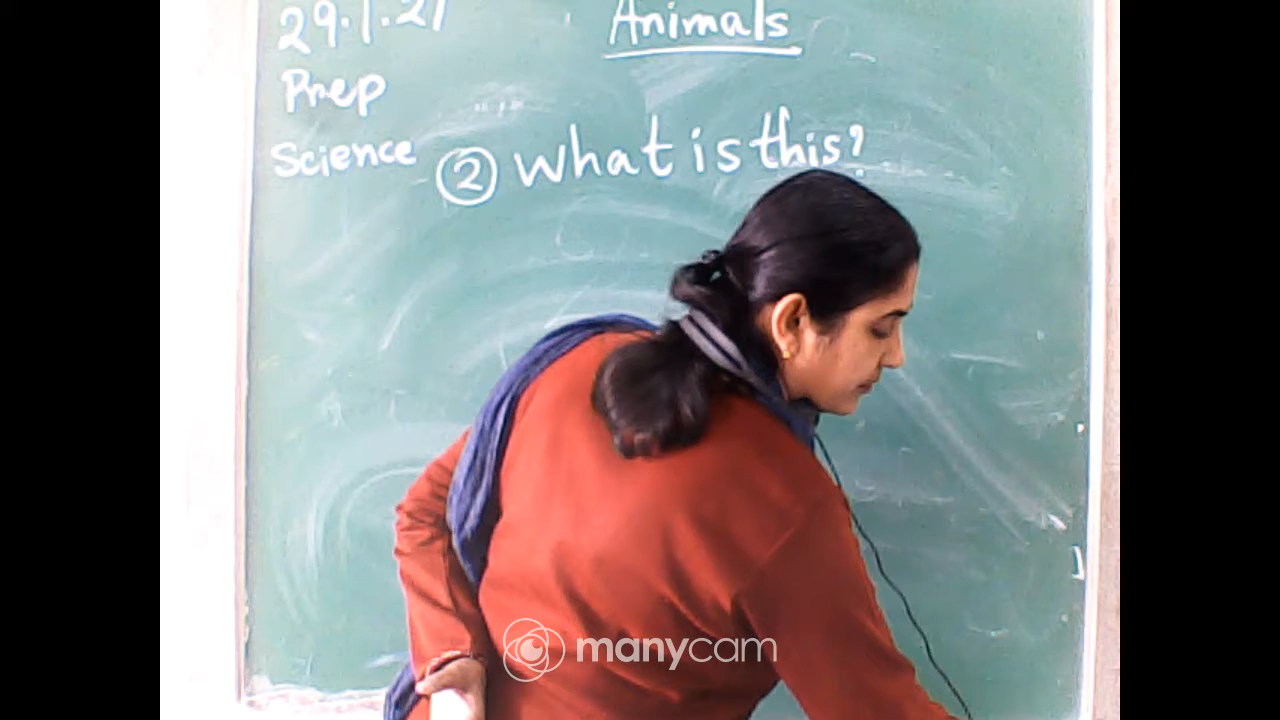 29.1.21
Animals
Prep
Science
② What is this?
manycam